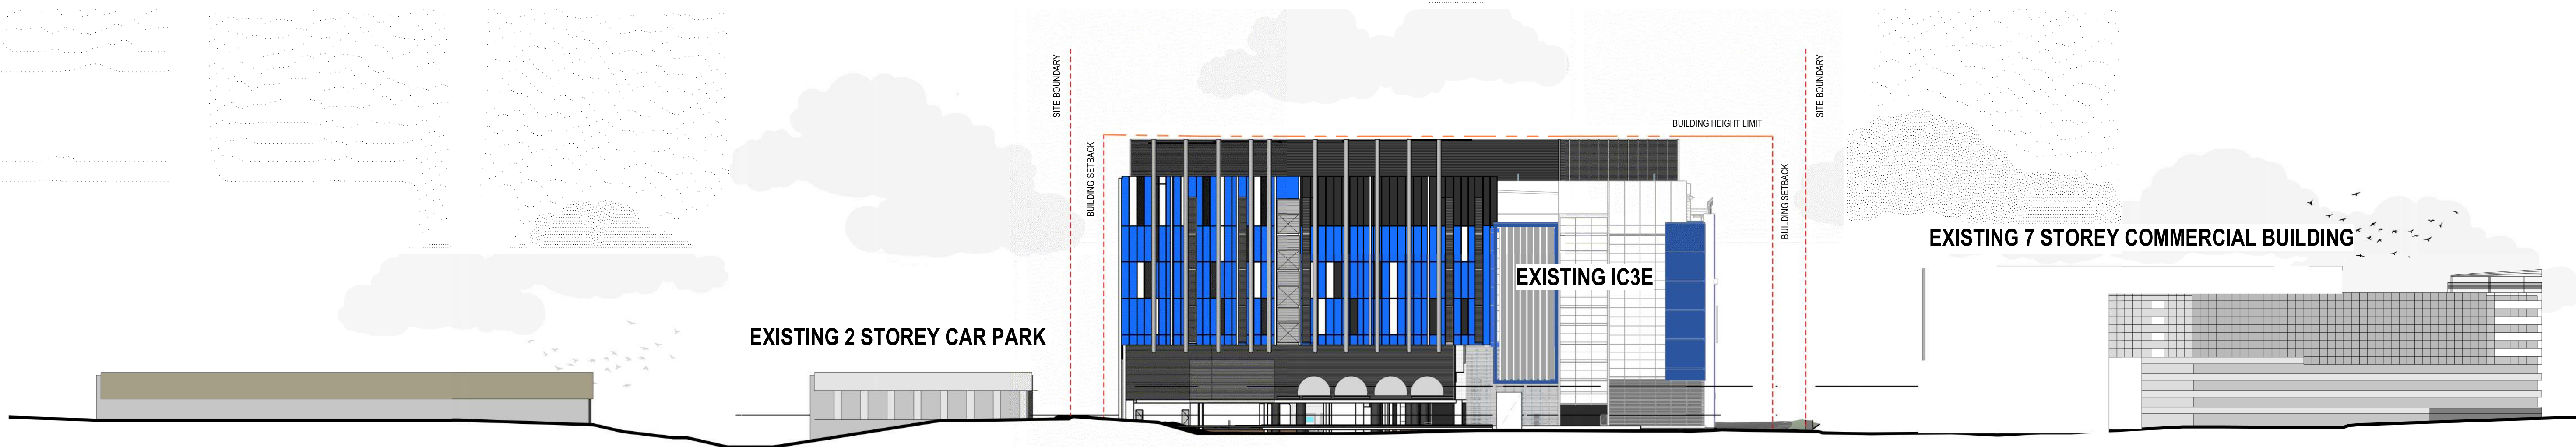 SITE BOUNDARY
BUILDING SETBACK
EXISTING 2 STOREY CAR PARK
BUILDING HEIGHT LIMIT
EXISTING IC3E
BUILDING SETBACK
SITE BOUNDARY
EXISTING 7 STOREY COMMERCIAL BUILDING